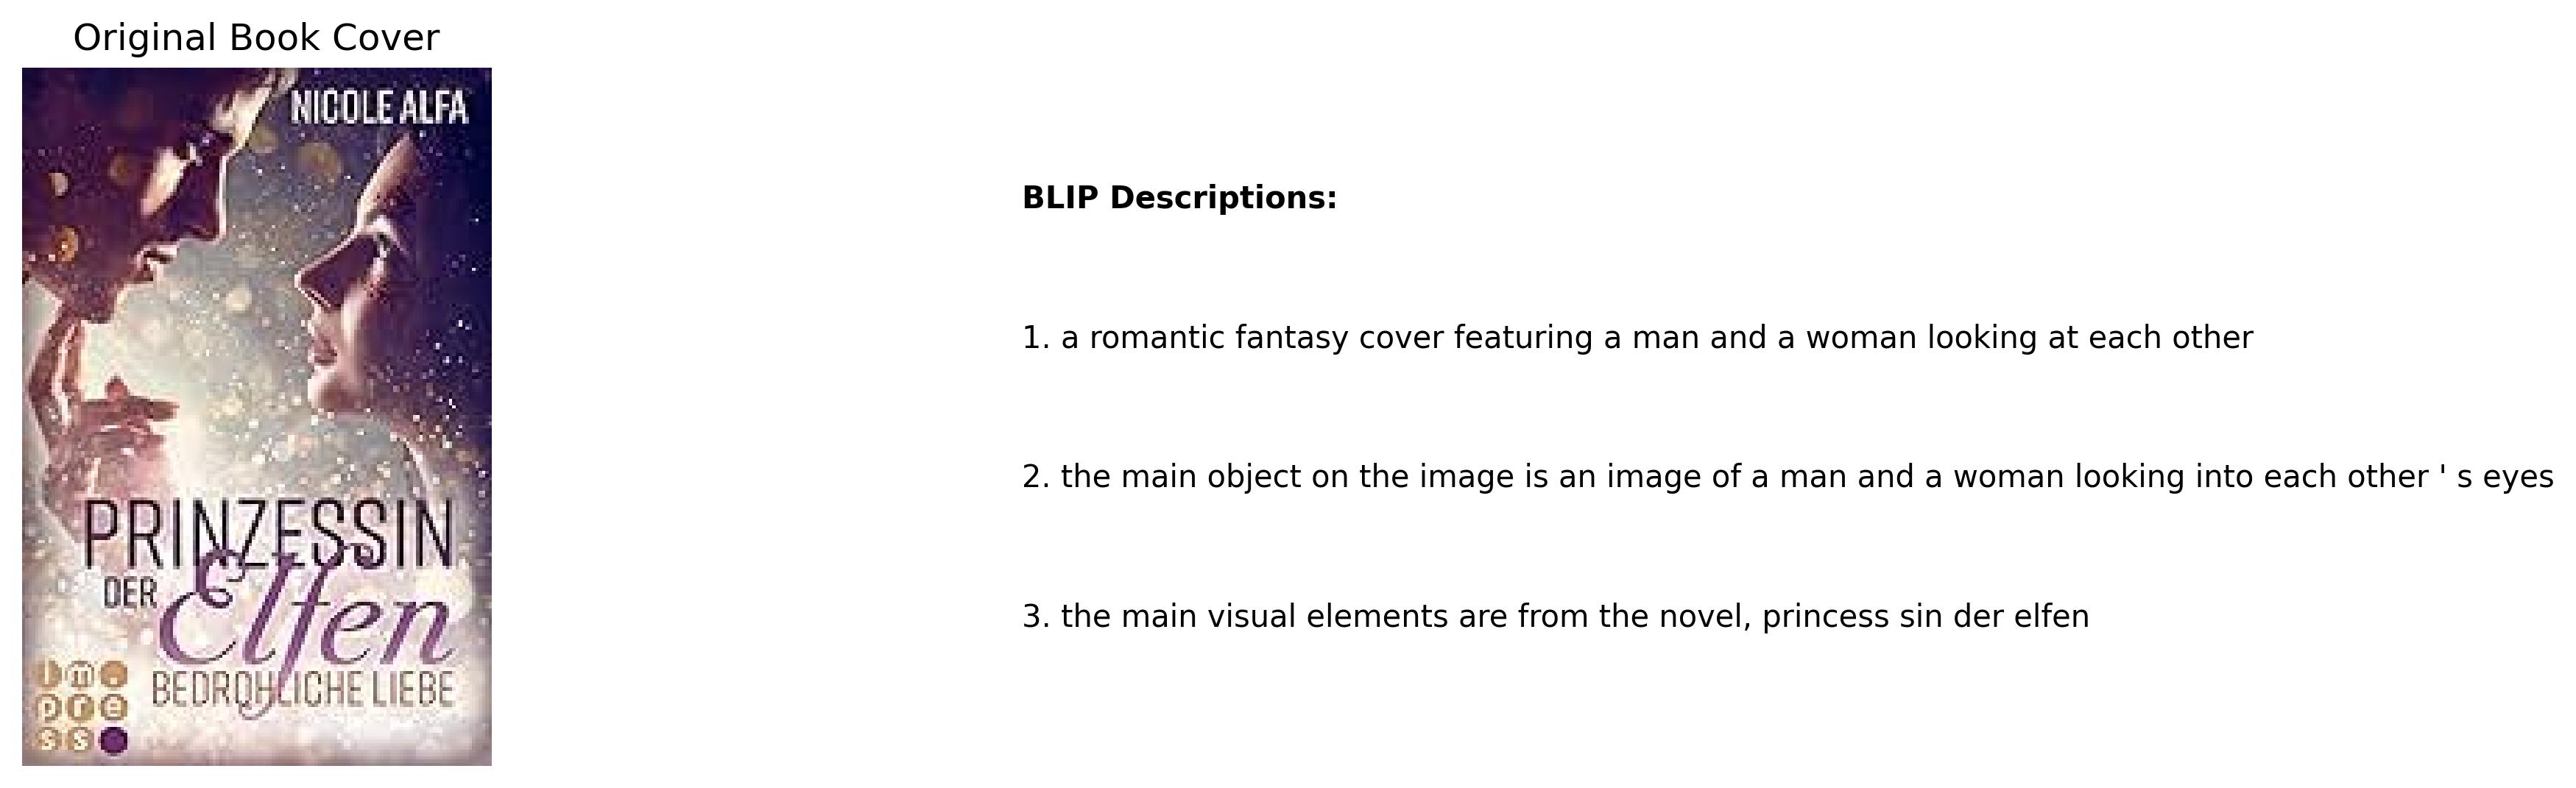 Original Book Cover
NICOLE ALFA
PRINZESSIN
DER Elfen
BEDROHLICHE LIEBE
im.
pre
ss
BLIP Descriptions:
1. a romantic fantasy cover featuring a man and a woman looking at each other
2. the main object on the image is an image of a man and a woman looking into each other ' s eyes
3. the main visual elements are from the novel, princess sin der elfen